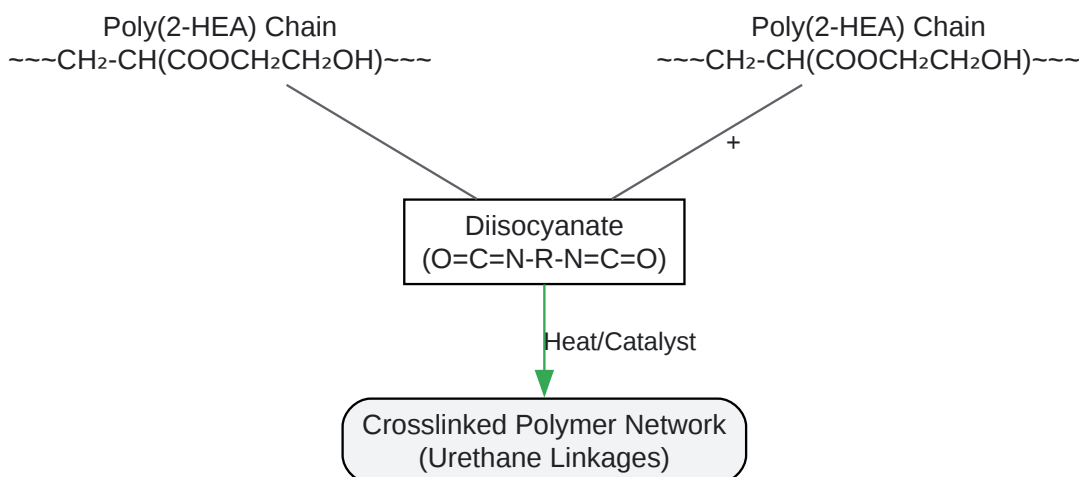 Poly(2-HEA) Chain
~~~CH₂-CH(COOCH₂CH₂OH)~~~
Poly(2-HEA) Chain
~~~CH₂-CH(COOCH₂CH₂OH)~~~
+
Diisocyanate
(O=C=N-R-N=C=O)
Heat/Catalyst
Crosslinked Polymer Network
(Urethane Linkages)